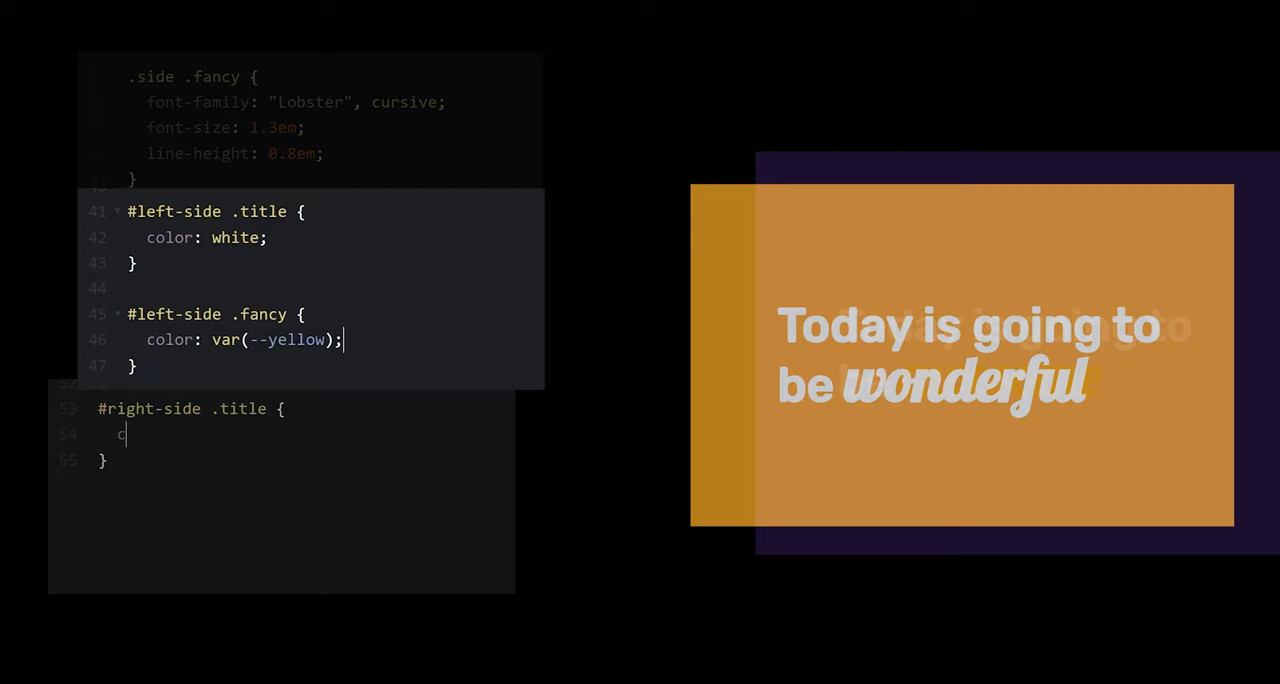 .side .fancy {
font-family: "Lobster", cursive;
font-size: 1.3em;
line-height: 0.8em;
}
41 #left-side .title {
42 color: white;
43 }
44
45 #left-side .fancy {
46 color: var(--yellow);
47 }
52
53 #right-side .title {
54 c
55 }
Today is going to
be wonderful